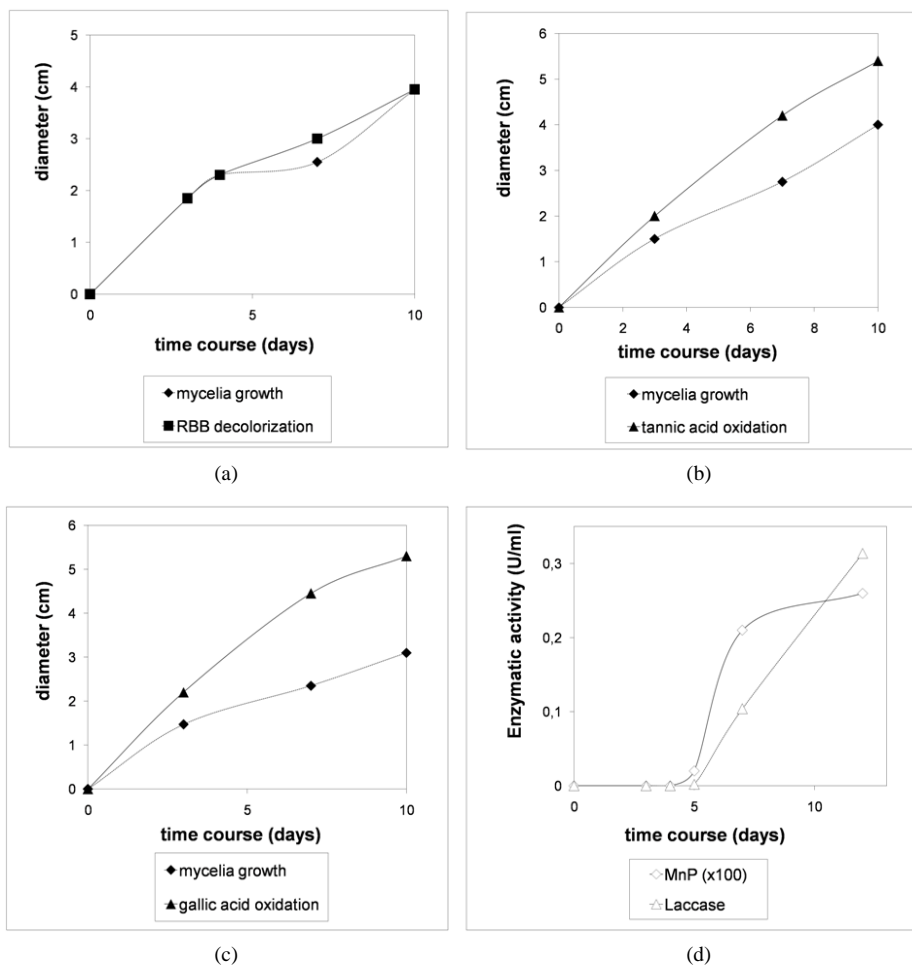 5
4
3
2
1
0
diameter (cm)
0 5 10
time course (days)
mycelia growth
RBB decolorization
(a)
6
5
4
3
2
1
0
diameter (cm)
0 2 4 6 8 10
time course (days)
mycelia growth
tannic acid oxidation
(b)
6
5
4
3
2
1
0
diameter (cm)
0 5 10
time course (days)
mycelia growth
gallic acid oxidation
(c)
0,3
0,2
0,1
0
Enzymatic activity (U/ml)
0 5 10
time course (days)
MnP (x100)
Laccase
(d)